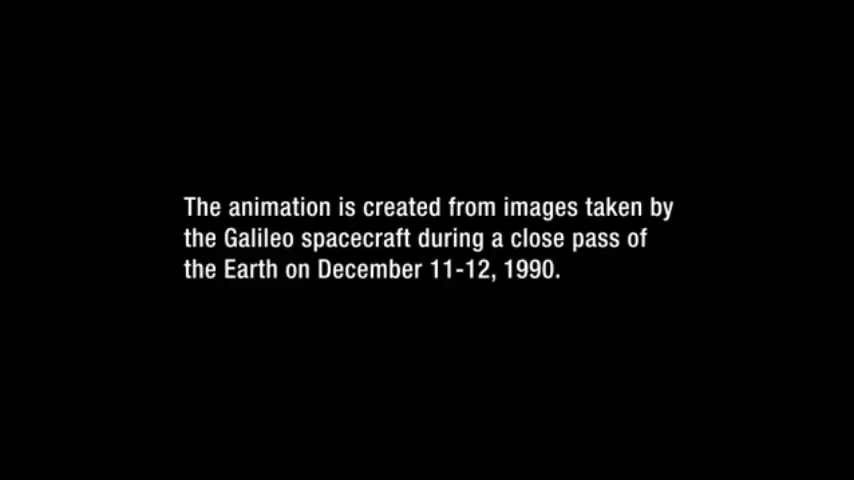 The animation is created from images taken by
the Galileo spacecraft during a close pass of
the Earth on December 11-12, 1990.